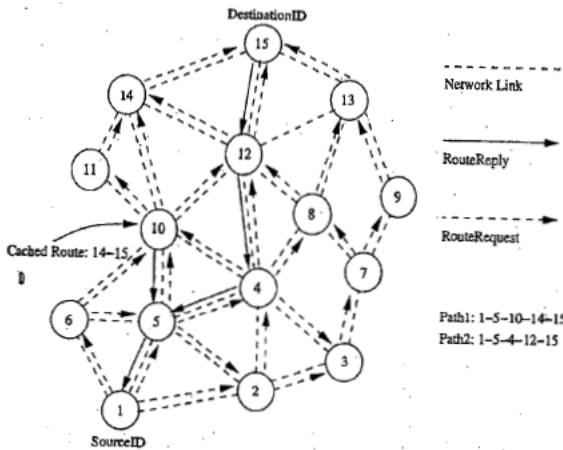 DestinationID
15
14
13
Network Link
12
RouteReply
11
9
8
10
RouteRequest
Cached Route: 14-15
7
4
6
5
Path1: 1-5-10-14-15
Path2: 1-5-4-12-15
3
2
1
SourceID